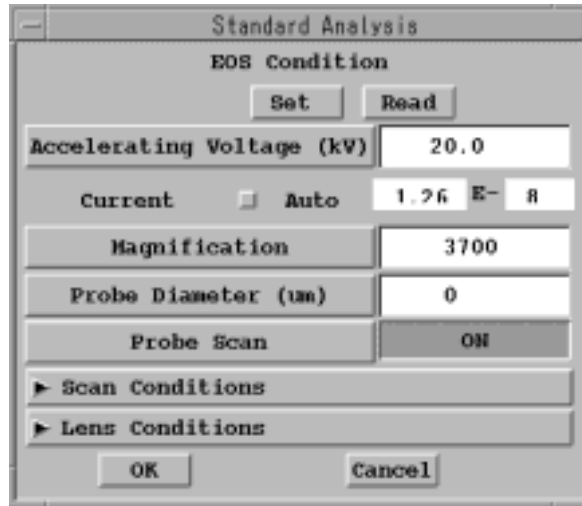 Standard Analysis
EOS Condition
Set Read
Accelerating Voltage (kV) 20.0
Current Auto 1.26 E- 8
Magnification 3700
Probe Diameter (um) 0
Probe Scan ON
Scan Conditions
Lens Conditions
OK Cancel